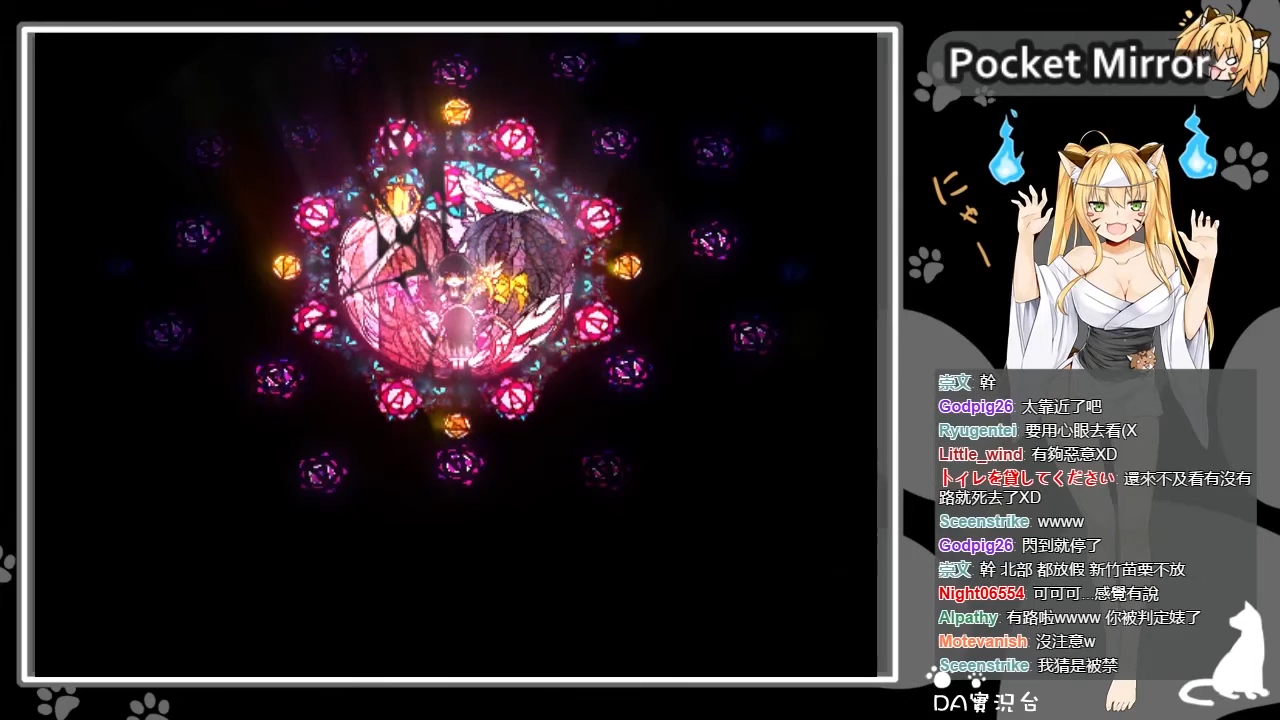 Pocket Mirror
にゃー
崇文 幹
Godpig26 太靠近了吧
Ryugentei 要用心眼去看(X
Little_wind 有夠惡意XD
トイレを貸してください 還來不及看有沒有
路就死去了XD
Sceenstrike wwww
Godpig26 閃到就停了
崇文 幹 北部 都放假 新竹苗栗不放
Night06554 可可可...感覺有說
Alpathy 有路啦wwww 你被判定婊了
Motevanish 沒注意w
Sceenstrike 我猜是被禁
DA實況台